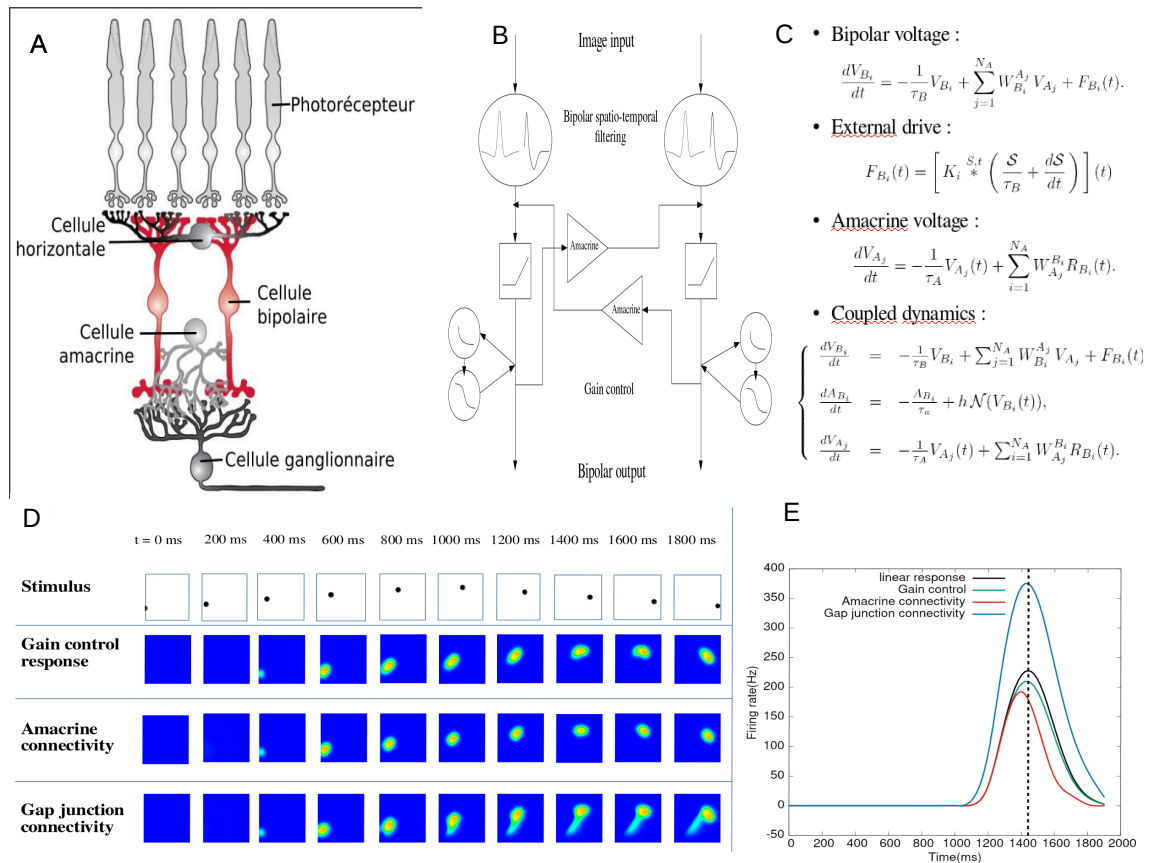 A
Photorécepteur
Cellule
horizontale
Cellule
bipolaire
Cellule
amacrine
Cellule ganglionnaire
B
Image input
Bipolar spatio-temporal
filtering
Amacrine
Amacrine
Gain control
Bipolar output
C
• Bipolar voltage :
dV_{B_i}/dt = −1/τ_B V_{B_i} + ∑_{j=1}^{N_A} W_{B_i}^{A_j} V_{A_j} + F_{B_i}(t).
• External drive :
F_{B_i}(t) = [ K_i ∗^{S,t} ( S/τ_B + dS/dt ) ] (t)
• Amacrine voltage :
dV_{A_j}/dt = −1/τ_A V_{A_j}(t) + ∑_{i=1}^{N_A} W_{A_j}^{B_i} R_{B_i}(t).
• Coupled dynamics :
dV_{B_i}/dt = −1/τ_B V_{B_i} + ∑_{j=1}^{N_A} W_{B_i}^{A_j} V_{A_j} + F_{B_i}(t)
dA_{B_i}/dt = −A_{B_i}/τ_a + h N(V_{B_i}(t)),
dV_{A_j}/dt = −1/τ_A V_{A_j}(t) + ∑_{i=1}^{N_A} W_{A_j}^{B_i} R_{B_i}(t).
D
t = 0 ms 200 ms 400 ms 600 ms 800 ms 1000 ms 1200 ms 1400 ms 1600 ms 1800 ms
Stimulus
Gain control
response
Amacrine
connectivity
Gap junction
connectivity
E
linear response
Gain control
Amacrine connectivity
Gap junction connectivity
400
350
300
250
200
150
100
50
0
-50
Firing rate(Hz)
0 200 400 600 800 1000 1200 1400 1600 1800 2000
Time(ms)